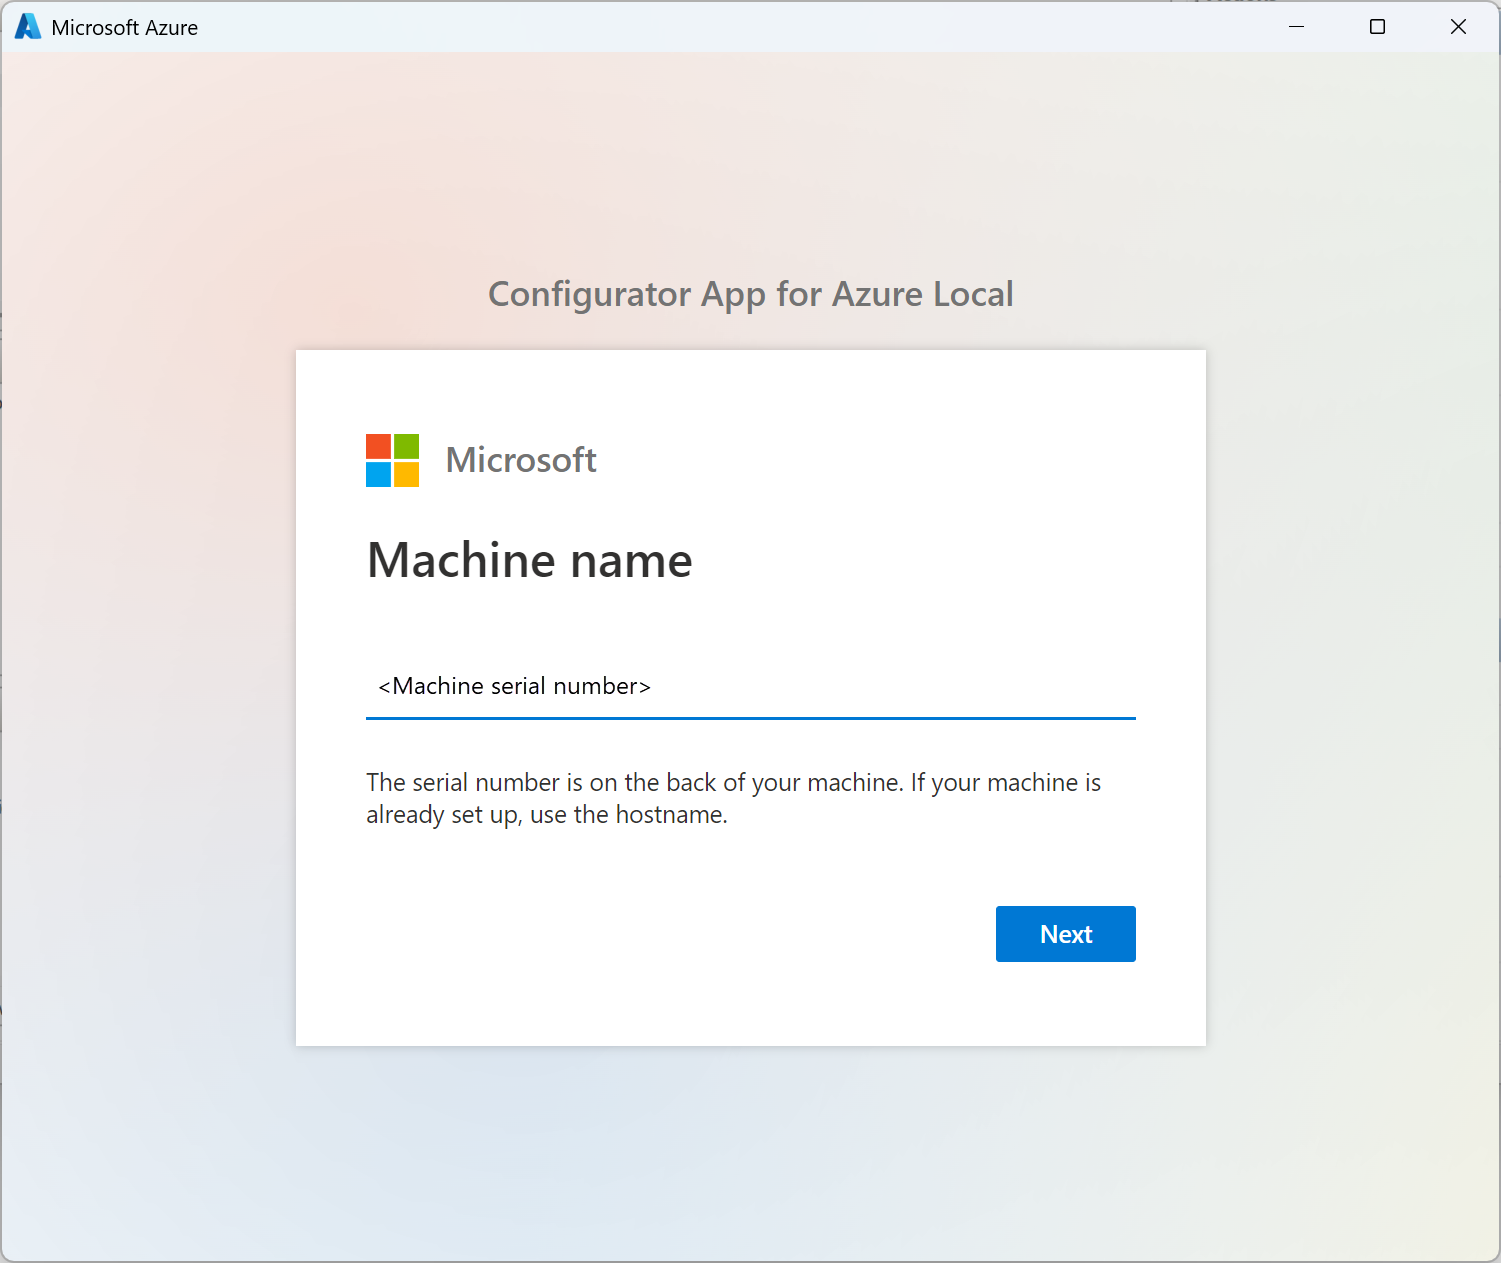 Microsoft Azure
Configurator App for Azure Local
Microsoft
Machine name
<Machine serial number>
The serial number is on the back of your machine. If your machine is
already set up, use the hostname.
Next